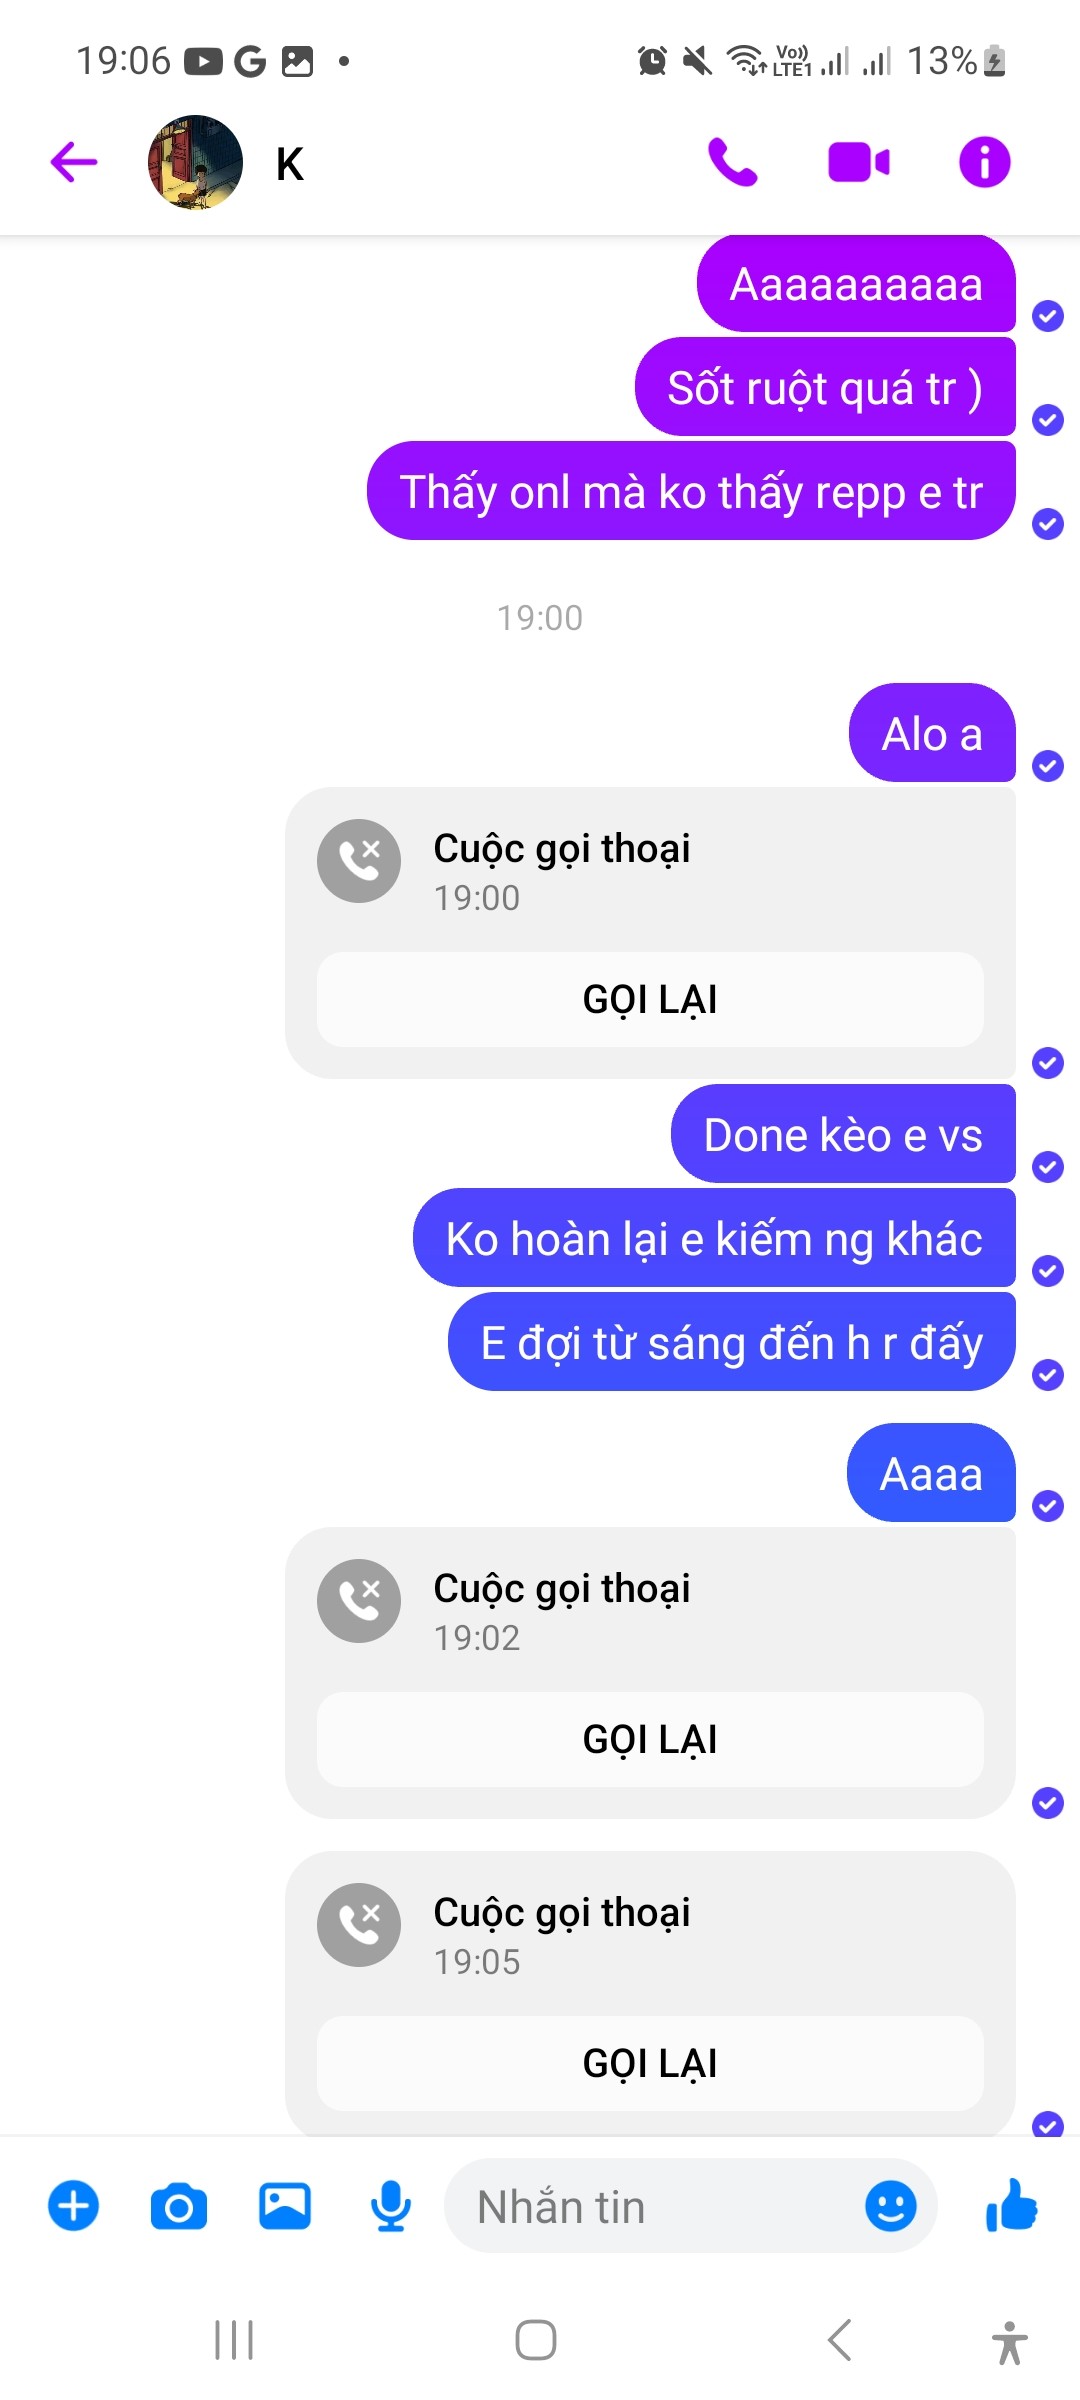 19:06
Vo)) LTE1
13%
K
Aaaaaaaaaa
Sốt ruột quá tr )
Thấy onl mà ko thấy repp e tr
19:00
Alo a
Cuộc gọi thoại
19:00
GỌI LẠI
Done kèo e vs
Ko hoàn lại e kiếm ng khác
E đợi từ sáng đến h r đấy
Aaaa
Cuộc gọi thoại
19:02
GỌI LẠI
Cuộc gọi thoại
19:05
GỌI LẠI
Nhắn tin